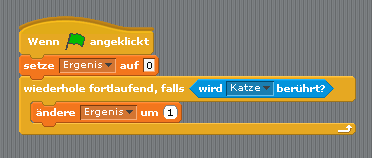 Wenn angeklickt
setze Ergenis auf 0
wiederhole fortlaufend, falls wird Katze berührt?
ändere Ergenis um 1